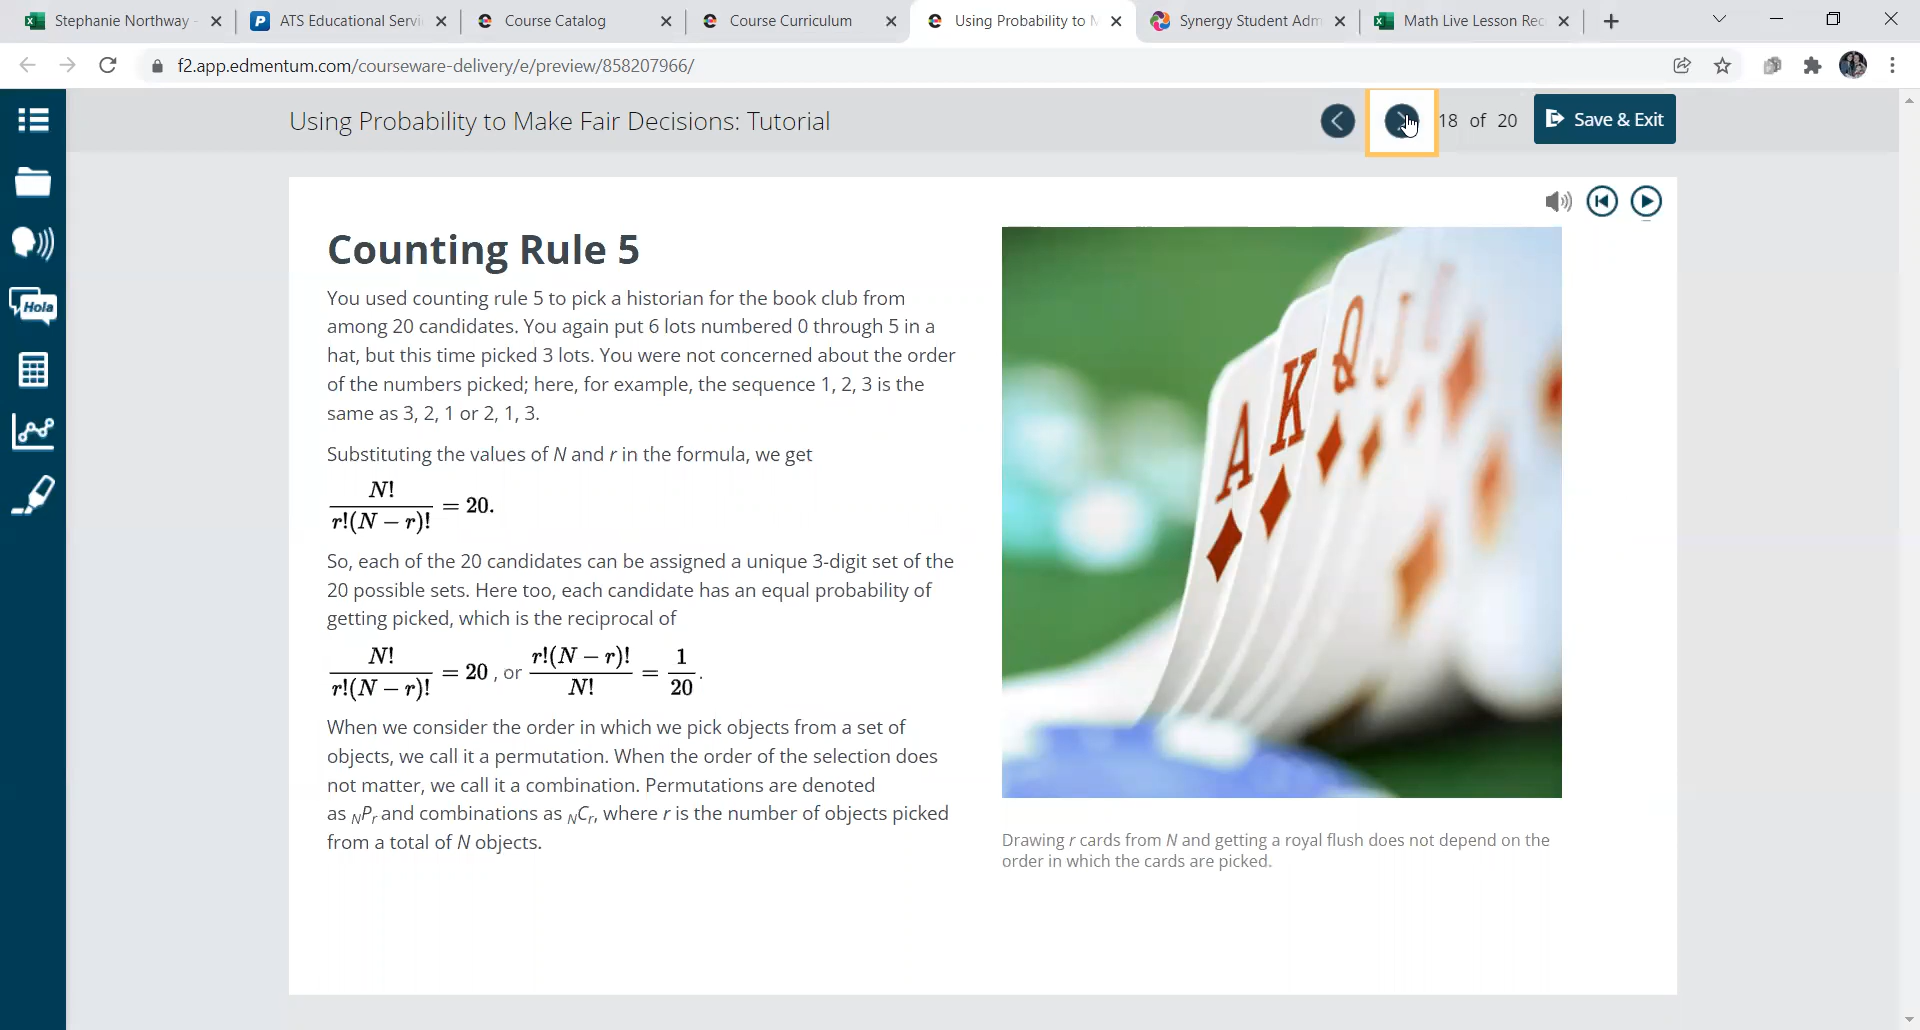 Stephanie Northway -
ATS Educational Servi
Course Catalog
Course Curriculum
Using Probability to M
Synergy Student Adm
Math Live Lesson Rec
f2.app.edmentum.com/courseware-delivery/e/preview/858207966/
Using Probability to Make Fair Decisions: Tutorial
18 of 20
Save & Exit
Hola
Counting Rule 5
You used counting rule 5 to pick a historian for the book club from
among 20 candidates. You again put 6 lots numbered 0 through 5 in a
hat, but this time picked 3 lots. You were not concerned about the order
of the numbers picked; here, for example, the sequence 1, 2, 3 is the
same as 3, 2, 1 or 2, 1, 3.
Substituting the values of N and r in the formula, we get
N! / r!(N − r)! = 20.
So, each of the 20 candidates can be assigned a unique 3-digit set of the
20 possible sets. Here too, each candidate has an equal probability of
getting picked, which is the reciprocal of
N! / r!(N − r)! = 20 , or r!(N − r)! / N! = 1 / 20 .
When we consider the order in which we pick objects from a set of
objects, we call it a permutation. When the order of the selection does
not matter, we call it a combination. Permutations are denoted
as NPr and combinations as NCr, where r is the number of objects picked
from a total of N objects.
A K Q J
Drawing r cards from N and getting a royal flush does not depend on the
order in which the cards are picked.